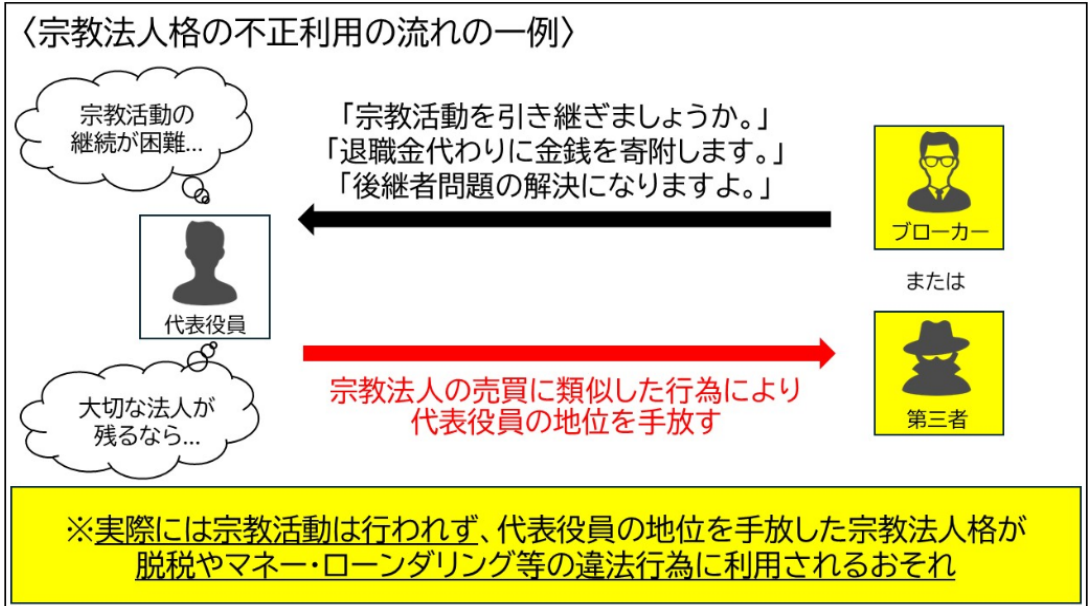 〈宗教法人格の不正利用の流れの一例〉
宗教活動の
継続が困難…
「宗教活動を引き継ぎましょうか。」
「退職金代わりに金銭を寄附します。」
「後継者問題の解決になりますよ。」
ブローカー
または
代表役員
大切な法人が
残るなら…
宗教法人の売買に類似した行為により
代表役員の地位を手放す
第三者
※実際には宗教活動は行われず、代表役員の地位を手放した宗教法人格が
脱税やマネー・ローンダリング等の違法行為に利用されるおそれ